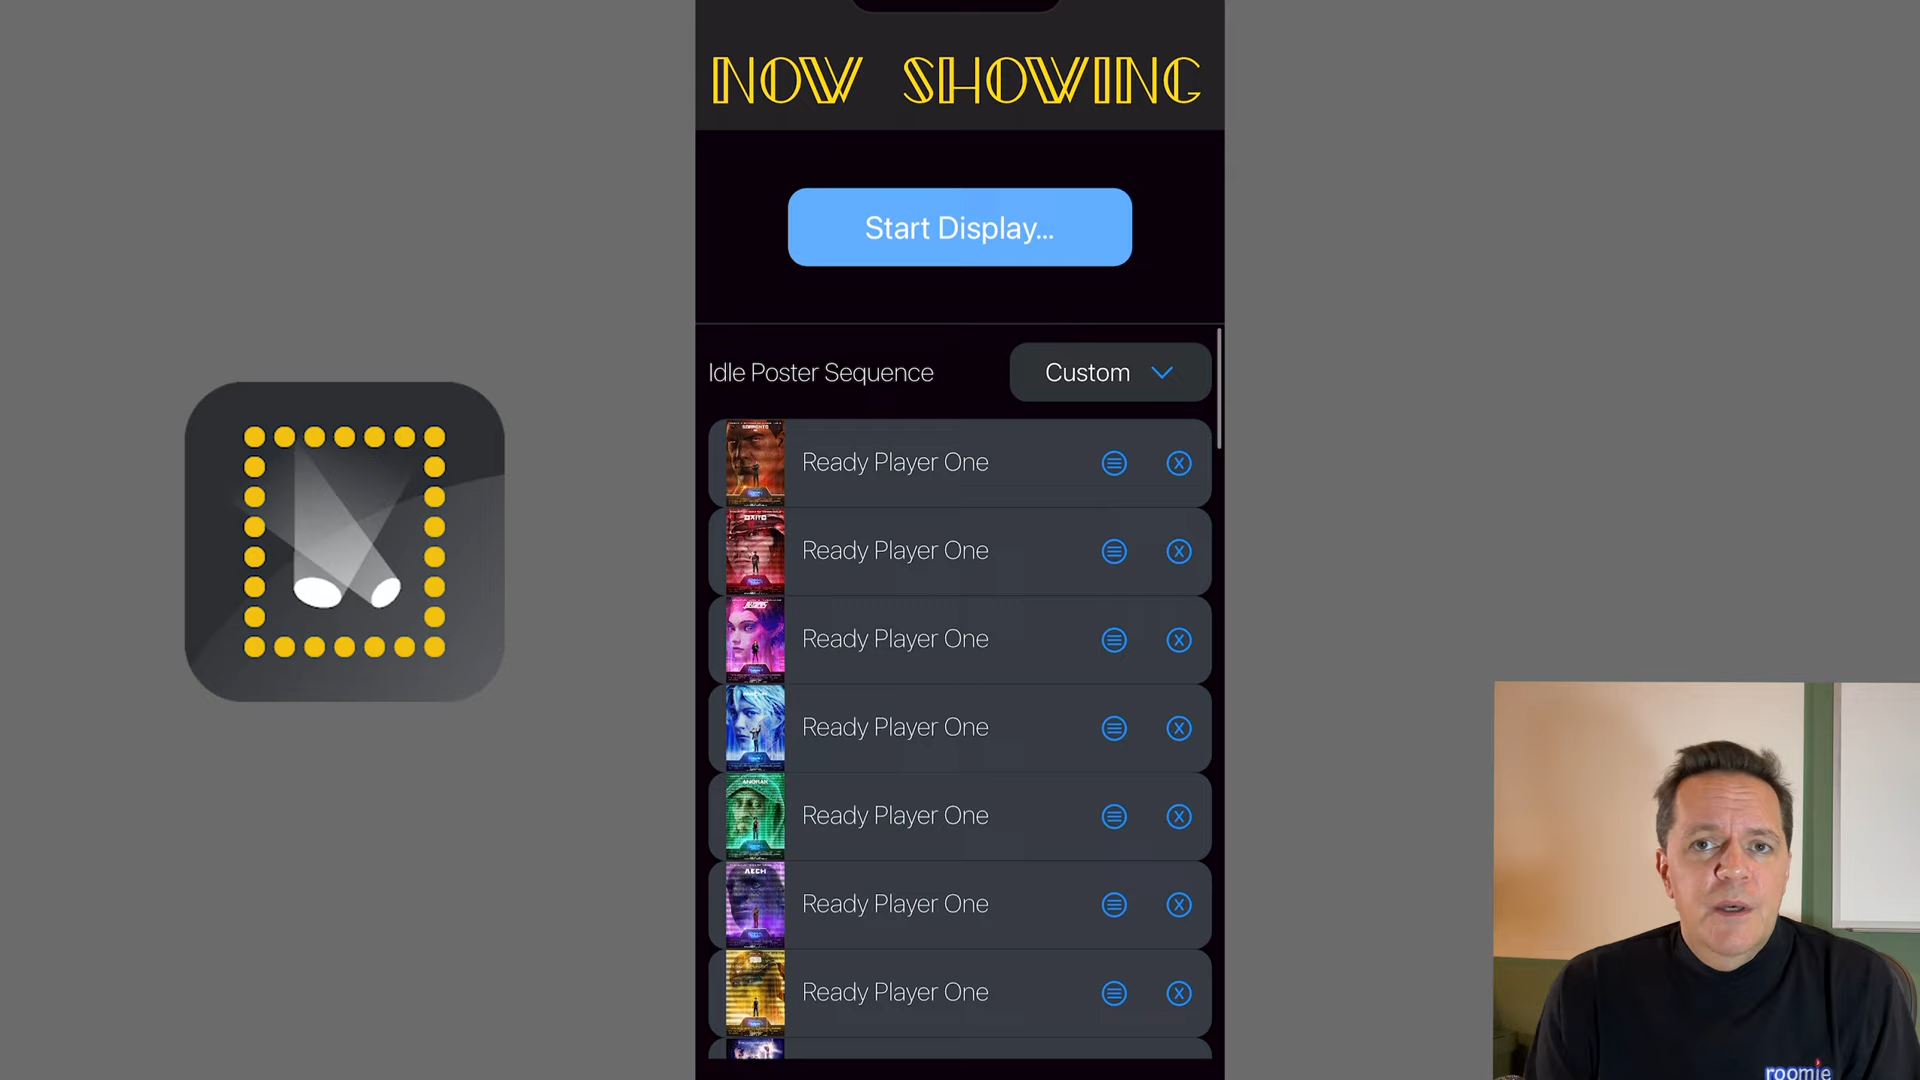 NOW SHOWING
Start Display...
Idle Poster Sequence
Custom
Ready Player One
Ready Player One
Ready Player One
Ready Player One
Ready Player One
AECH
Ready Player One
Ready Player One
roomie